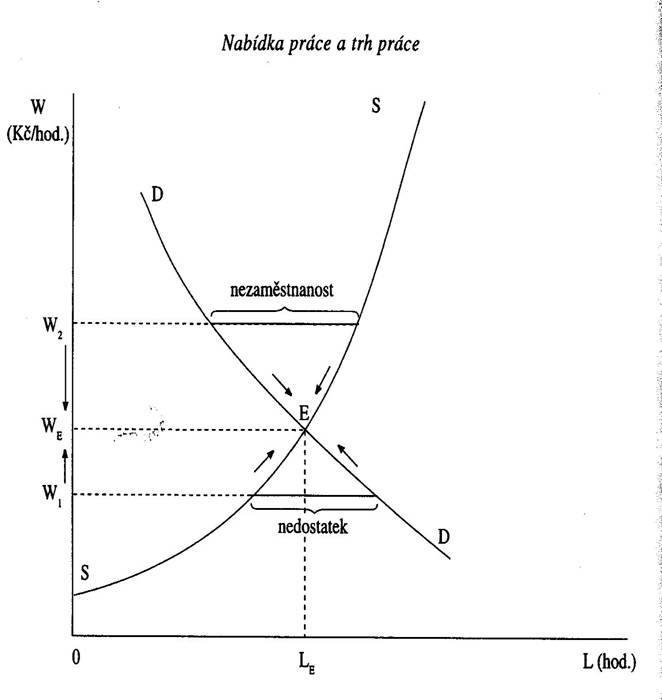 Nabídka práce a trh práce
W
(Kč/hod.)
S
D
nezaměstnanost
W2
E
WE
W1
nedostatek
D
S
0
LE
L (hod.)